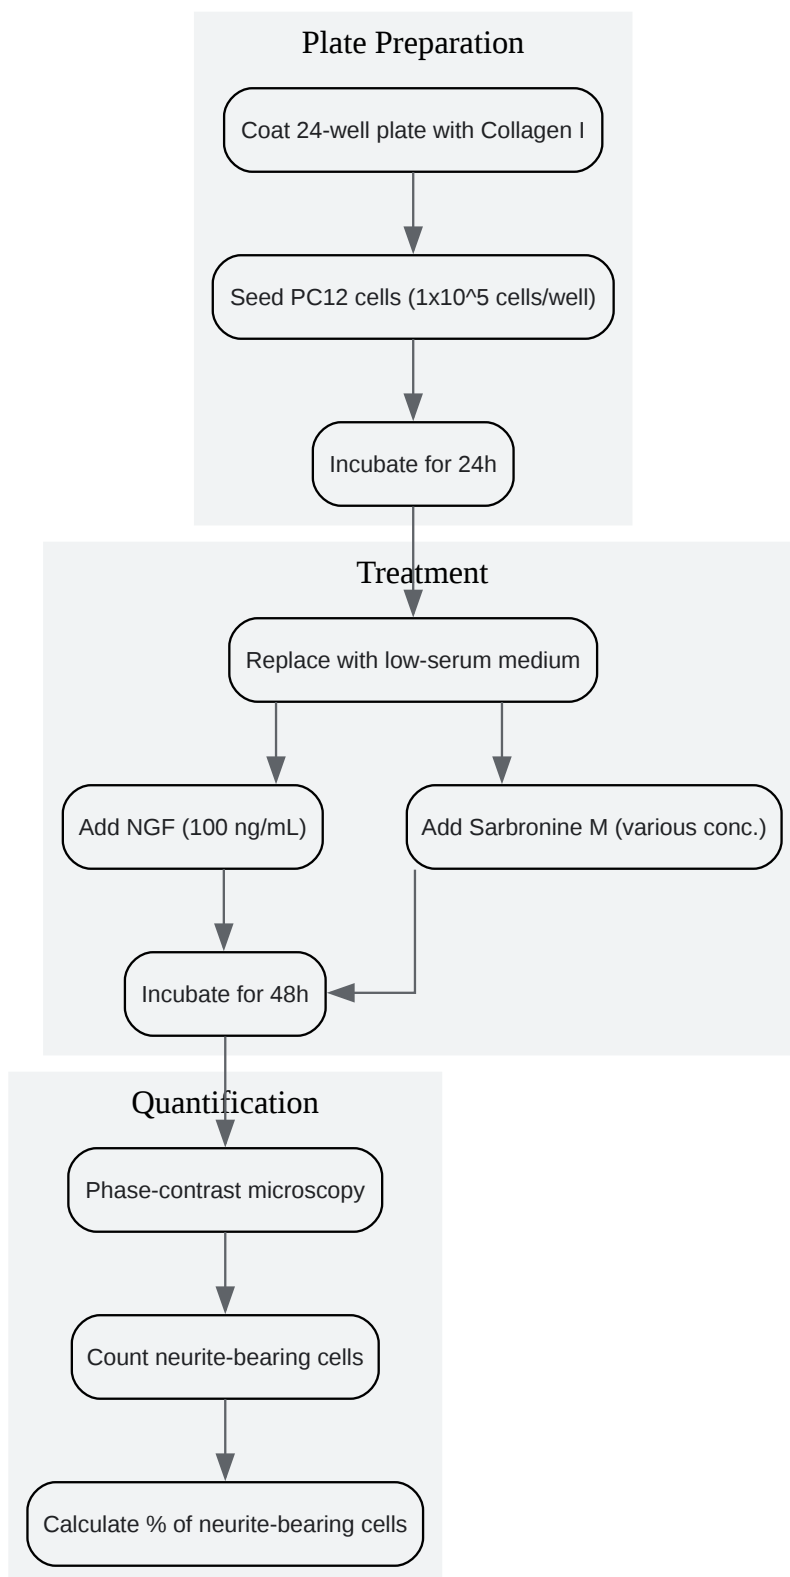 Plate Preparation
Coat 24-well plate with Collagen I
Seed PC12 cells (1x10^5 cells/well)
Incubate for 24h
Treatment
Replace with low-serum medium
Add NGF (100 ng/mL)
Add Sarbronine M (various conc.)
Incubate for 48h
Quantification
Phase-contrast microscopy
Count neurite-bearing cells
Calculate % of neurite-bearing cells